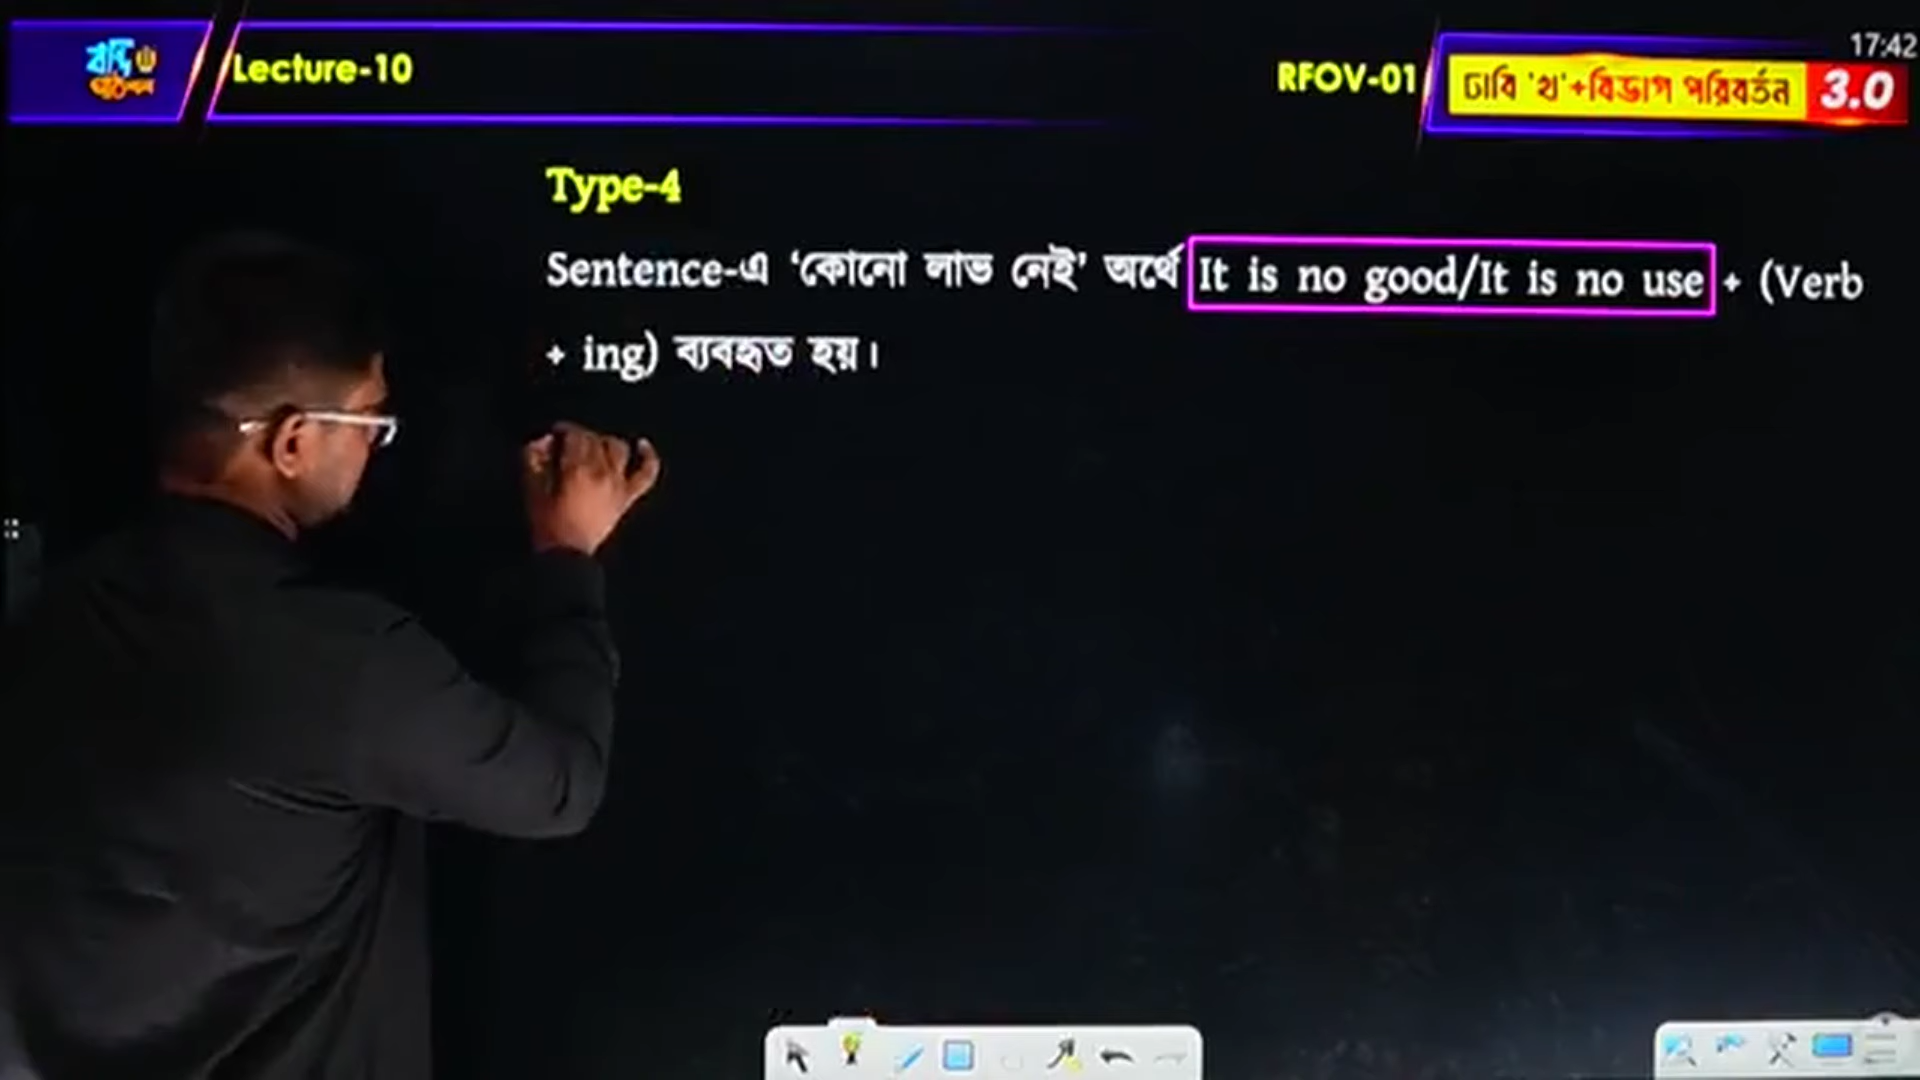 17:42
Lecture-10
RFOV-01
ঢাবি 'খ'+বিভাগ পরিবর্তন 3.0
Type-4
Sentence-এ ‘কোনো লাভ নেই’ অর্থে It is no good/It is no use + (Verb
+ ing) ব্যবহৃত হয়।